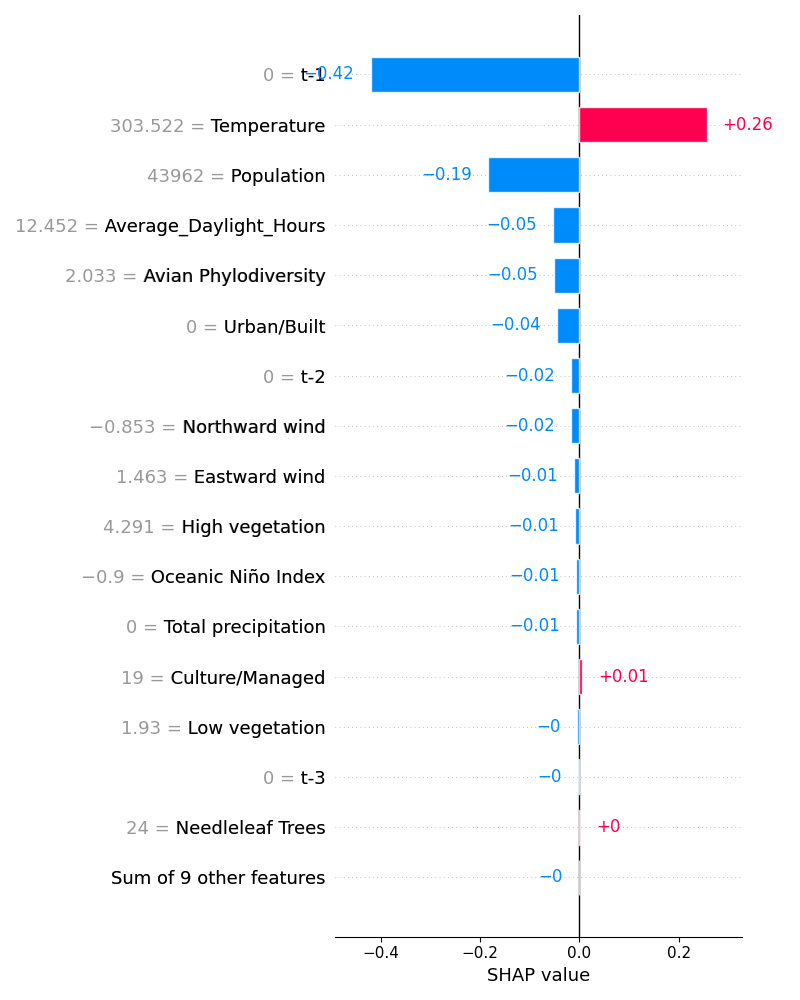 0 = t-1 −0.42
303.522 = Temperature +0.26
43962 = Population −0.19
12.452 = Average_Daylight_Hours −0.05
2.033 = Avian Phylodiversity −0.05
0 = Urban/Built −0.04
0 = t-2 −0.02
−0.853 = Northward wind −0.02
1.463 = Eastward wind −0.01
4.291 = High vegetation −0.01
−0.9 = Oceanic Niño Index −0.01
0 = Total precipitation −0.01
19 = Culture/Managed +0.01
1.93 = Low vegetation −0
0 = t-3 −0
24 = Needleleaf Trees +0
Sum of 9 other features −0
−0.4 −0.2 0.0 0.2
SHAP value